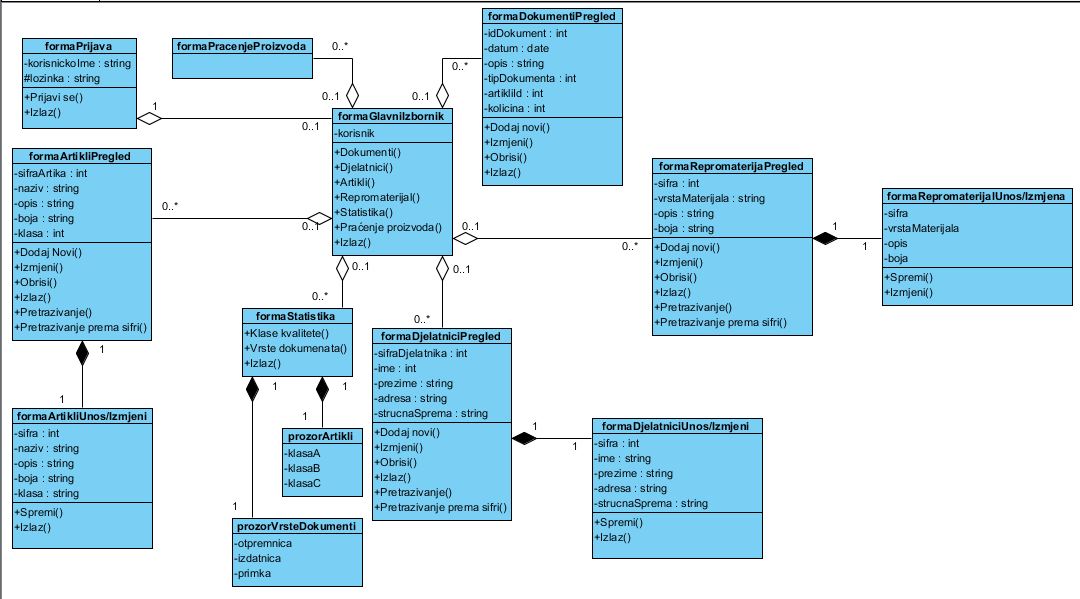 formaPrijava
-korisnickoIme : string
#lozinka : string
+Prijavi se()
+Izlaz()
1
0..1
formaPracenjeProizvoda
0..*
0..1
formaDokumentiPregled
-idDokument : int
-datum : date
-opis : string
-tipDokumenta : int
-artikliId : int
-kolicina : int
+Dodaj novi()
+Izmjeni()
+Obrisi()
+Izlaz()
0..*
0..1
formaGlavniIzbornik
-korisnik
+Dokumenti()
+Djelatnici()
+Artikli()
+Repromaterijal()
+Statistika()
+Praćenje proizvoda()
+Izlaz()
formaArtikliPregled
-sifraArtika : int
-naziv : string
-opis : string
-boja : string
-klasa : int
+Dodaj Novi()
+Izmjeni()
+Obrisi()
+Izlaz()
+Pretrazivanje()
+Pretrazivanje prema sifri()
0..*
0..1
1
1
formaArtikliUnos/Izmjeni
-sifra : int
-naziv : string
-opis : string
-boja : string
-klasa : string
+Spremi()
+Izlaz()
formaRepromaterijaPregled
-sifra : int
-vrstaMaterijala : string
-opis : string
-boja : string
+Dodaj novi()
+Izmjeni()
+Obrisi()
+Izlaz()
+Pretrazivanje()
+Pretrazivanje prema sifri()
0..1
0..*
1
1
formaRepromaterijalUnos/Izmjena
-sifra
-vrstaMaterijala
-opis
-boja
+Spremi()
+Izmjeni()
0..1
0..*
formaStatistika
+Klase kvalitete()
+Vrste dokumenata()
+Izlaz()
1
1
1
1
prozorArtikli
-klasaA
-klasaB
-klasaC
prozorVrsteDokumenti
-otpremnica
-izdatnica
-primka
0..1
0..*
formaDjelatniciPregled
-sifraDjelatnika : int
-ime : int
-prezime : string
-adresa : string
-strucnaSprema : string
+Dodaj novi()
+Izmjeni()
+Obrisi()
+Izlaz()
+Pretrazivanje()
+Pretrazivanje prema sifri()
1
1
formaDjelatniciUnos/Izmjeni
-sifra : int
-ime : string
-prezime : string
-adresa : string
-strucnaSprema : string
+Spremi()
+Izlaz()